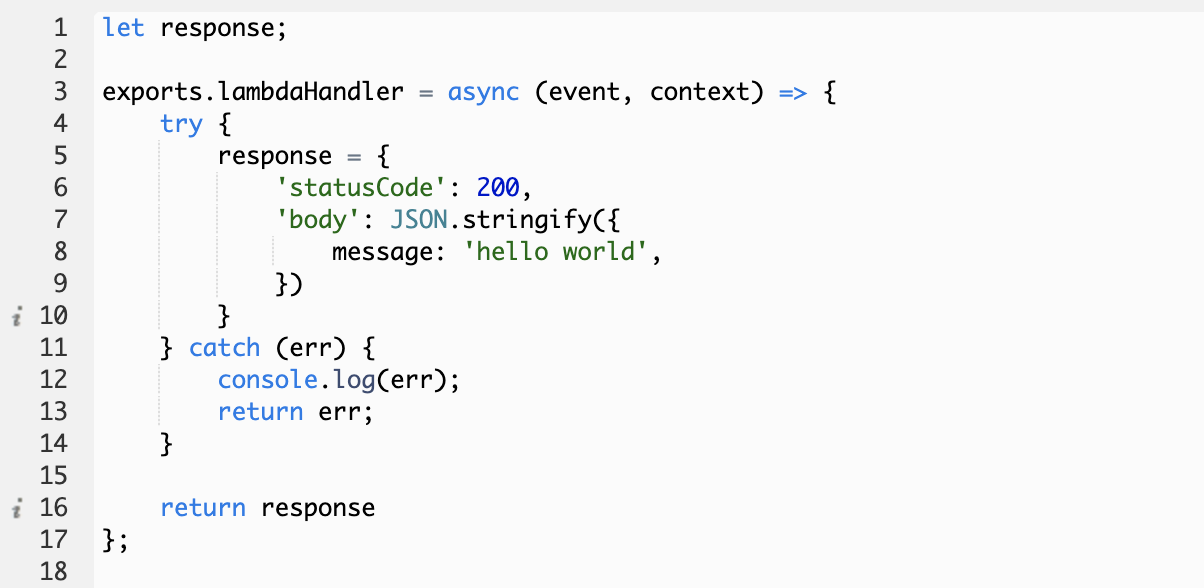 1 let response;
2
3 exports.lambdaHandler = async (event, context) => {
4     try {
5         response = {
6             'statusCode': 200,
7             'body': JSON.stringify({
8                 message: 'hello world',
9             })
i 10         }
11     } catch (err) {
12         console.log(err);
13         return err;
14     }
15
i 16     return response
17 };
18